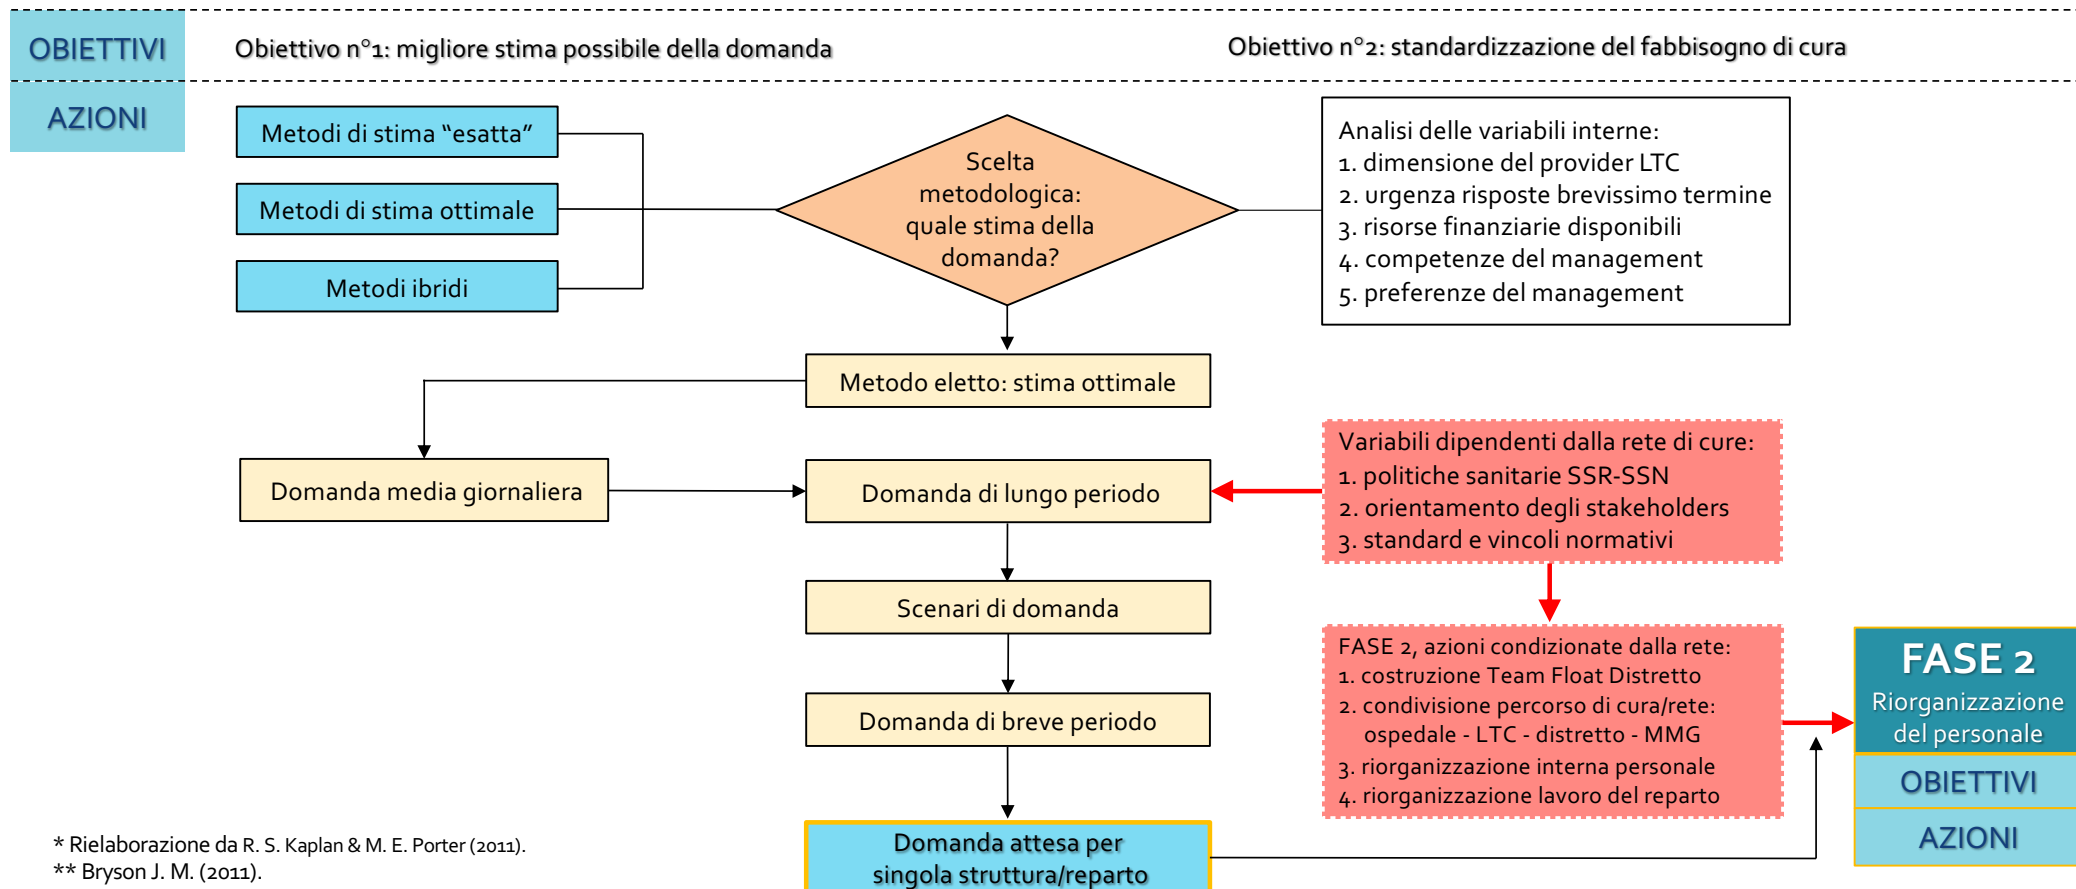 OBIETTIVI
Obiettivo n°1: migliore stima possibile della domanda
Obiettivo n°2: standardizzazione del fabbisogno di cura
AZIONI
Metodi di stima “esatta”
Metodi di stima ottimale
Metodi ibridi
Scelta
metodologica:
quale stima della
domanda?
Analisi delle variabili interne:
1. dimensione del provider LTC
2. urgenza risposte brevissimo termine
3. risorse finanziarie disponibili
4. competenze del management
5. preferenze del management
Metodo eletto: stima ottimale
Domanda media giornaliera
Domanda di lungo periodo
Variabili dipendenti dalla rete di cure:
1. politiche sanitarie SSR-SSN
2. orientamento degli stakeholders
3. standard e vincoli normativi
Scenari di domanda
Domanda di breve periodo
FASE 2, azioni condizionate dalla rete:
1. costruzione Team Float Distretto
2. condivisione percorso di cura/rete:
ospedale - LTC - distretto - MMG
3. riorganizzazione interna personale
4. riorganizzazione lavoro del reparto
FASE 2
Riorganizzazione
del personale
OBIETTIVI
AZIONI
Domanda attesa per
singola struttura/reparto
* Rielaborazione da R. S. Kaplan & M. E. Porter (2011).
** Bryson J. M. (2011).